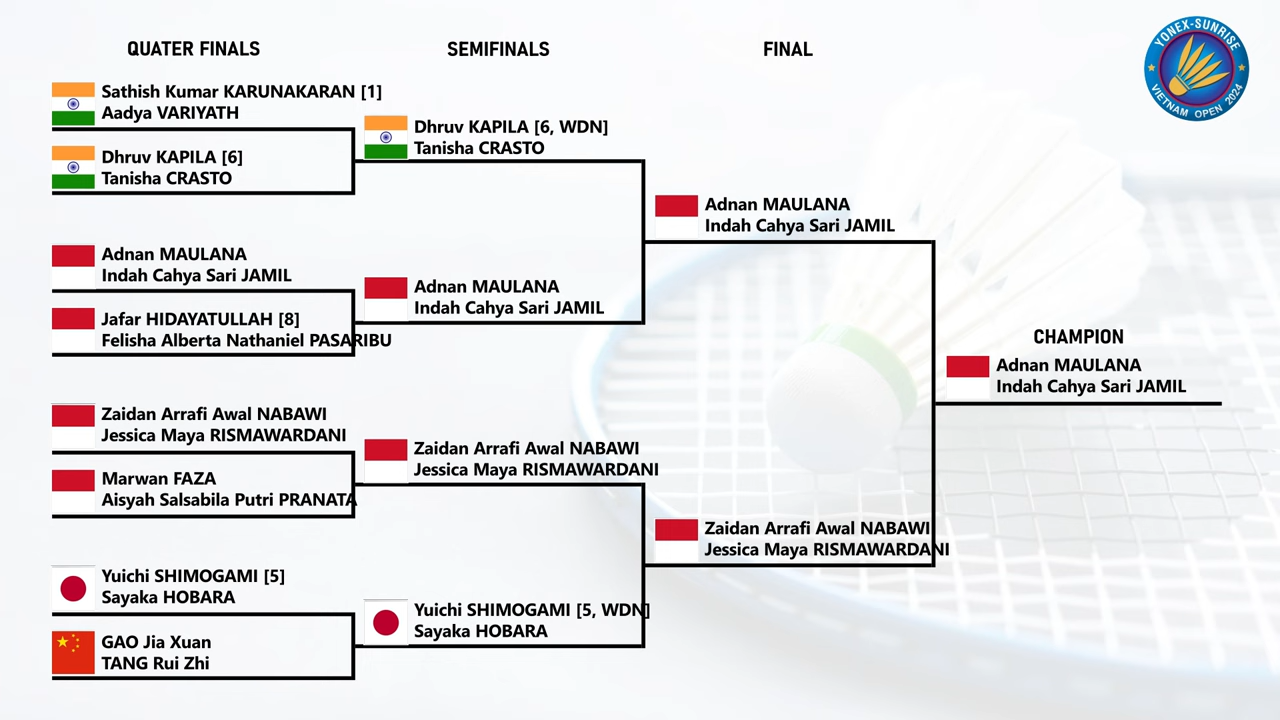 QUATER FINALS
SEMIFINALS
FINAL
YONEX-SUNRISE
VIETNAM OPEN 2024
Sathish Kumar KARUNAKARAN [1]
Aadya VARIYATH
Dhruv KAPILA [6]
Tanisha CRASTO
Adnan MAULANA
Indah Cahya Sari JAMIL
Jafar HIDAYATULLAH [8]
Felisha Alberta Nathaniel PASARIBU
Zaidan Arrafi Awal NABAWI
Jessica Maya RISMAWARDANI
Marwan FAZA
Aisyah Salsabila Putri PRANATA
Yuichi SHIMOGAMI [5]
Sayaka HOBARA
GAO Jia Xuan
TANG Rui Zhi
Dhruv KAPILA [6, WDN]
Tanisha CRASTO
Adnan MAULANA
Indah Cahya Sari JAMIL
Zaidan Arrafi Awal NABAWI
Jessica Maya RISMAWARDANI
Yuichi SHIMOGAMI [5, WDN]
Sayaka HOBARA
Adnan MAULANA
Indah Cahya Sari JAMIL
Zaidan Arrafi Awal NABAWI
Jessica Maya RISMAWARDANI
CHAMPION
Adnan MAULANA
Indah Cahya Sari JAMIL